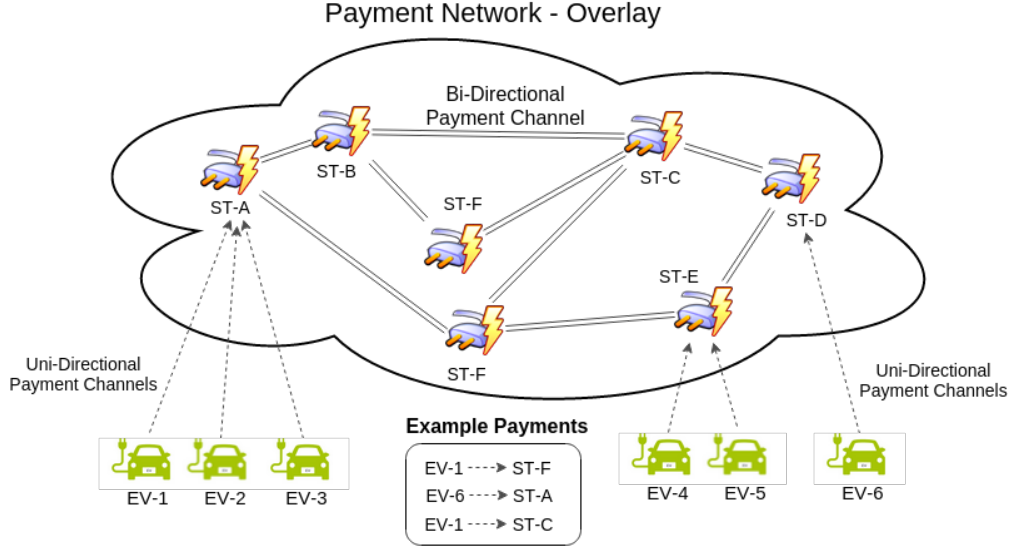 Payment Network - Overlay
Bi-Directional
Payment Channel
ST-B
ST-C
ST-A
ST-F
ST-D
ST-E
ST-F
Uni-Directional
Payment Channels
Uni-Directional
Payment Channels
Example Payments
EV-1 ST-F
EV-6 ST-A
EV-1 ST-C
EV-1
EV-2
EV-3
EV-4
EV-5
EV-6